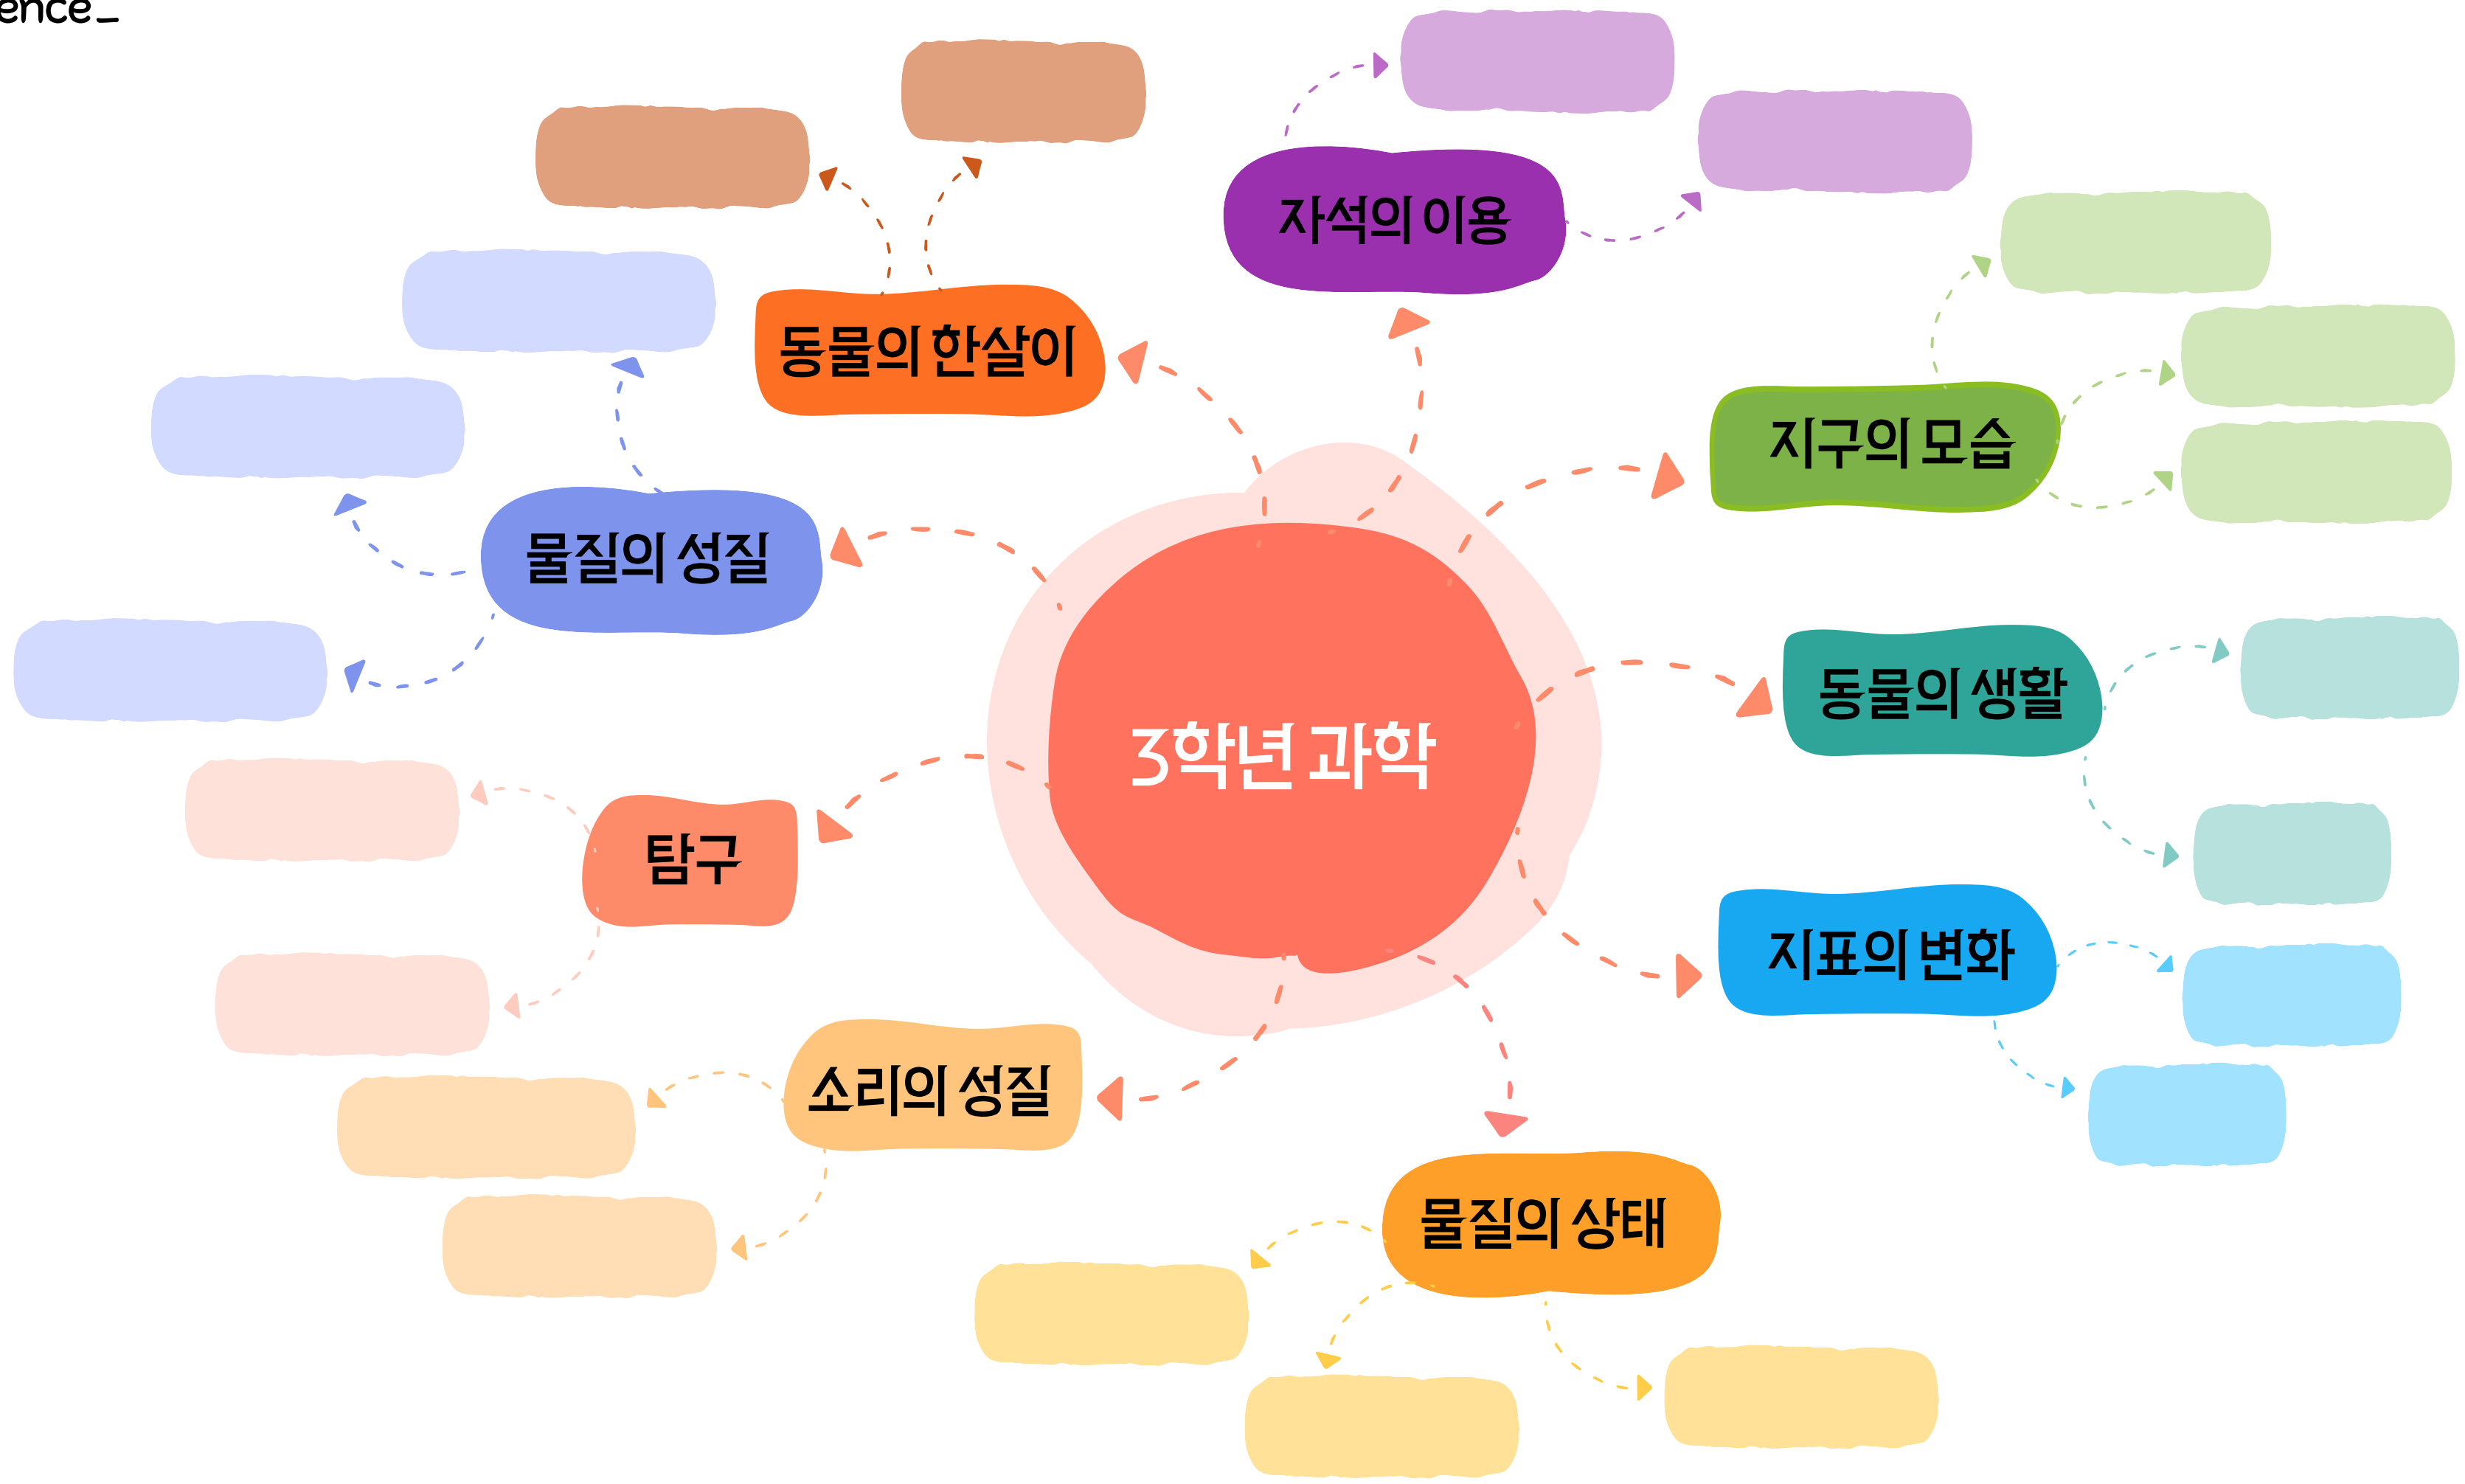 ence_
자석의 이용
동물의 한살이
지구의 모습
물질의 성질
동물의 생활
3학년 과학
탐구
지표의 변화
소리의 성질
물질의 상태